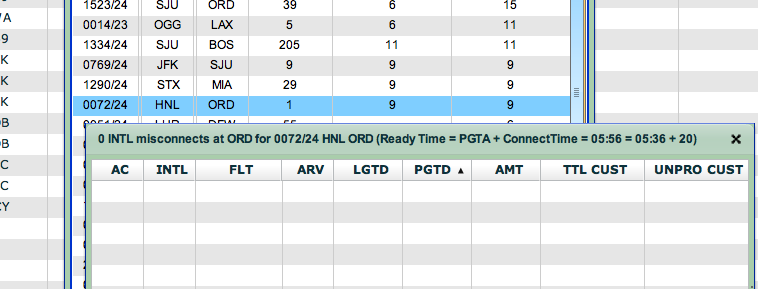 1523/24 SJU ORD 39 6 15
0014/23 OGG LAX 5 6 11
1334/24 SJU BOS 205 11 11
0769/24 JFK SJU 9 9 9
1290/24 STX MIA 29 9 9
0072/24 HNL ORD 1 9 9
0 INTL misconnects at ORD for 0072/24 HNL ORD (Ready Time = PGTA + ConnectTime = 05:56 = 05:36 + 20)
AC INTL FLT ARV LGTD PGTD ▲ AMT TTL CUST UNPRO CUST